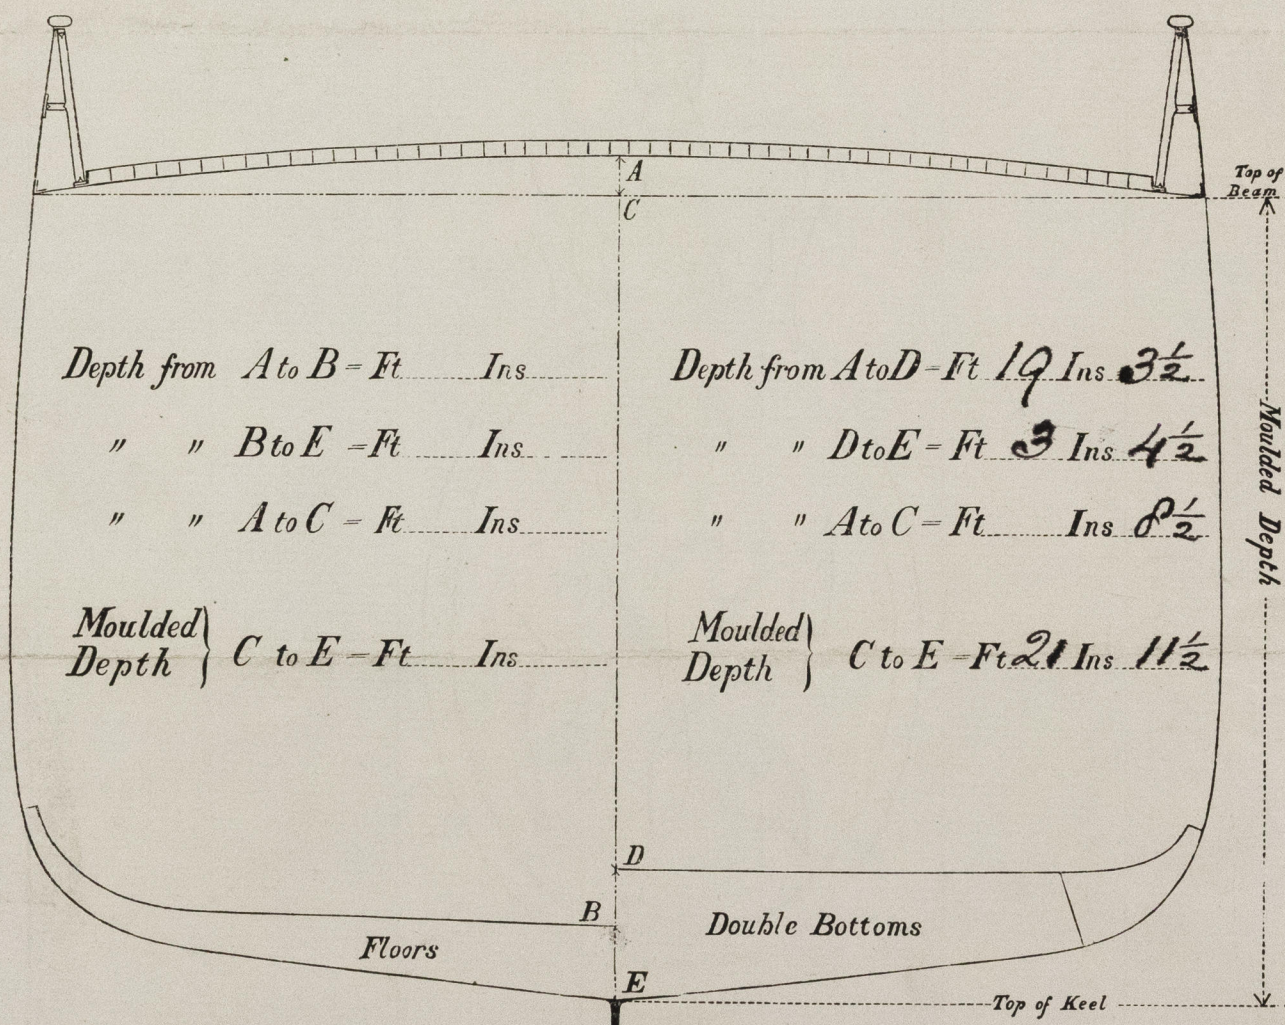 A
Top of
Beam
C
Depth from A to B = Ft Ins
" " B to E = Ft Ins
" " A to C = Ft Ins
Moulded
Depth } C to E = Ft Ins
Depth from A to D = Ft 19 Ins 3½
" " D to E = Ft 3 Ins 4½
" " A to C = Ft Ins 8½
Moulded
Depth } C to E = Ft 21 Ins 11½
Moulded Depth
D
B
Floors
Double Bottoms
E
Top of Keel